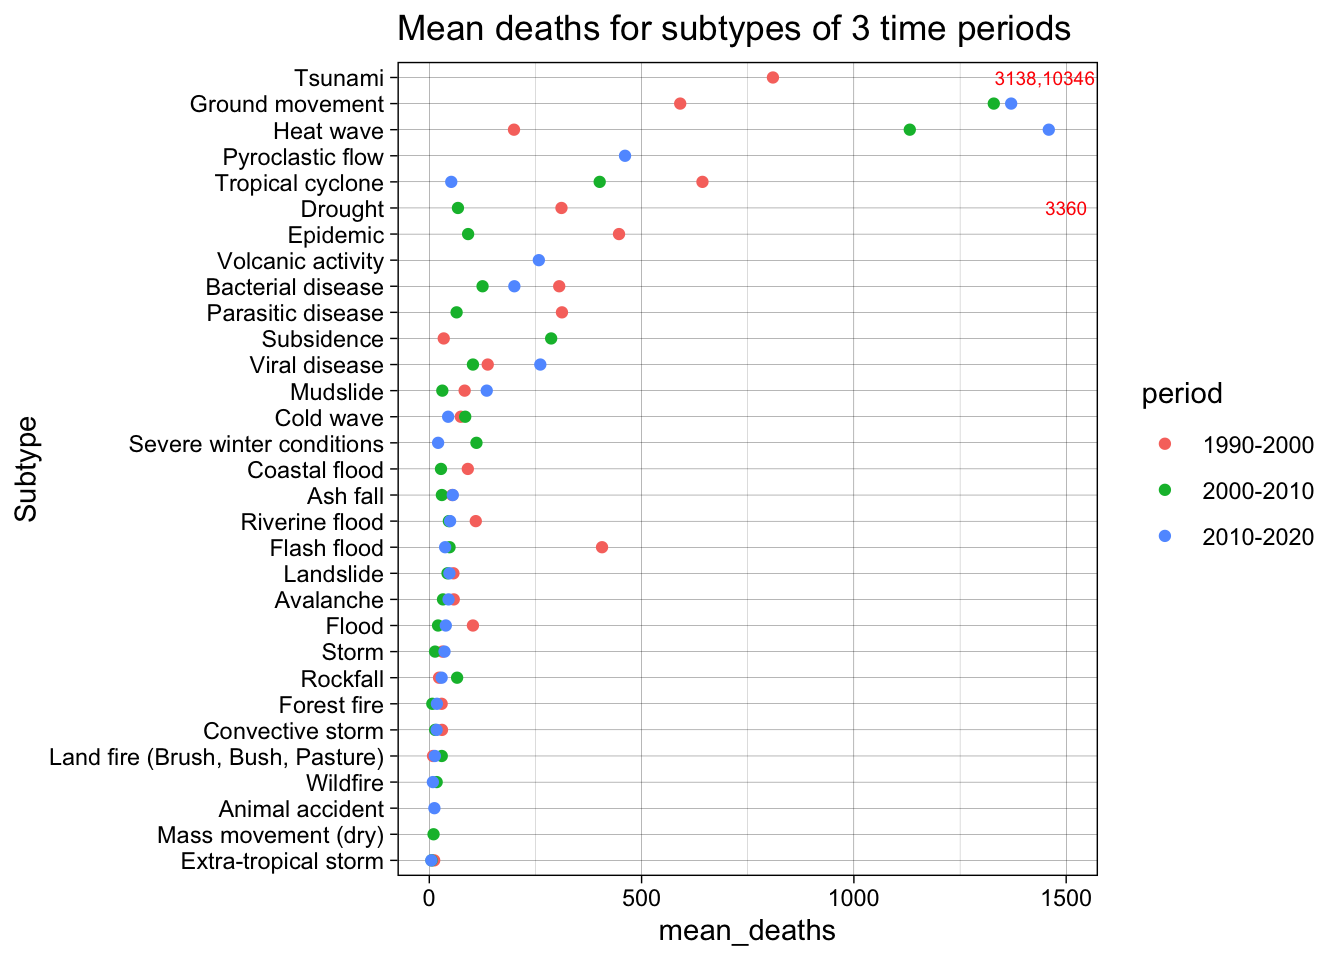 Mean deaths for subtypes of 3 time periods
Tsunami
3138,10346
Ground movement
Heat wave
Pyroclastic flow
Tropical cyclone
Drought
3360
Epidemic
Volcanic activity
Bacterial disease
Parasitic disease
Subsidence
Viral disease
Mudslide
Cold wave
Severe winter conditions
Coastal flood
Ash fall
Riverine flood
Flash flood
Landslide
Avalanche
Flood
Storm
Rockfall
Forest fire
Convective storm
Land fire (Brush, Bush, Pasture)
Wildfire
Animal accident
Mass movement (dry)
Extra-tropical storm
Subtype
0 500 1000 1500
mean_deaths
period
1990-2000
2000-2010
2010-2020